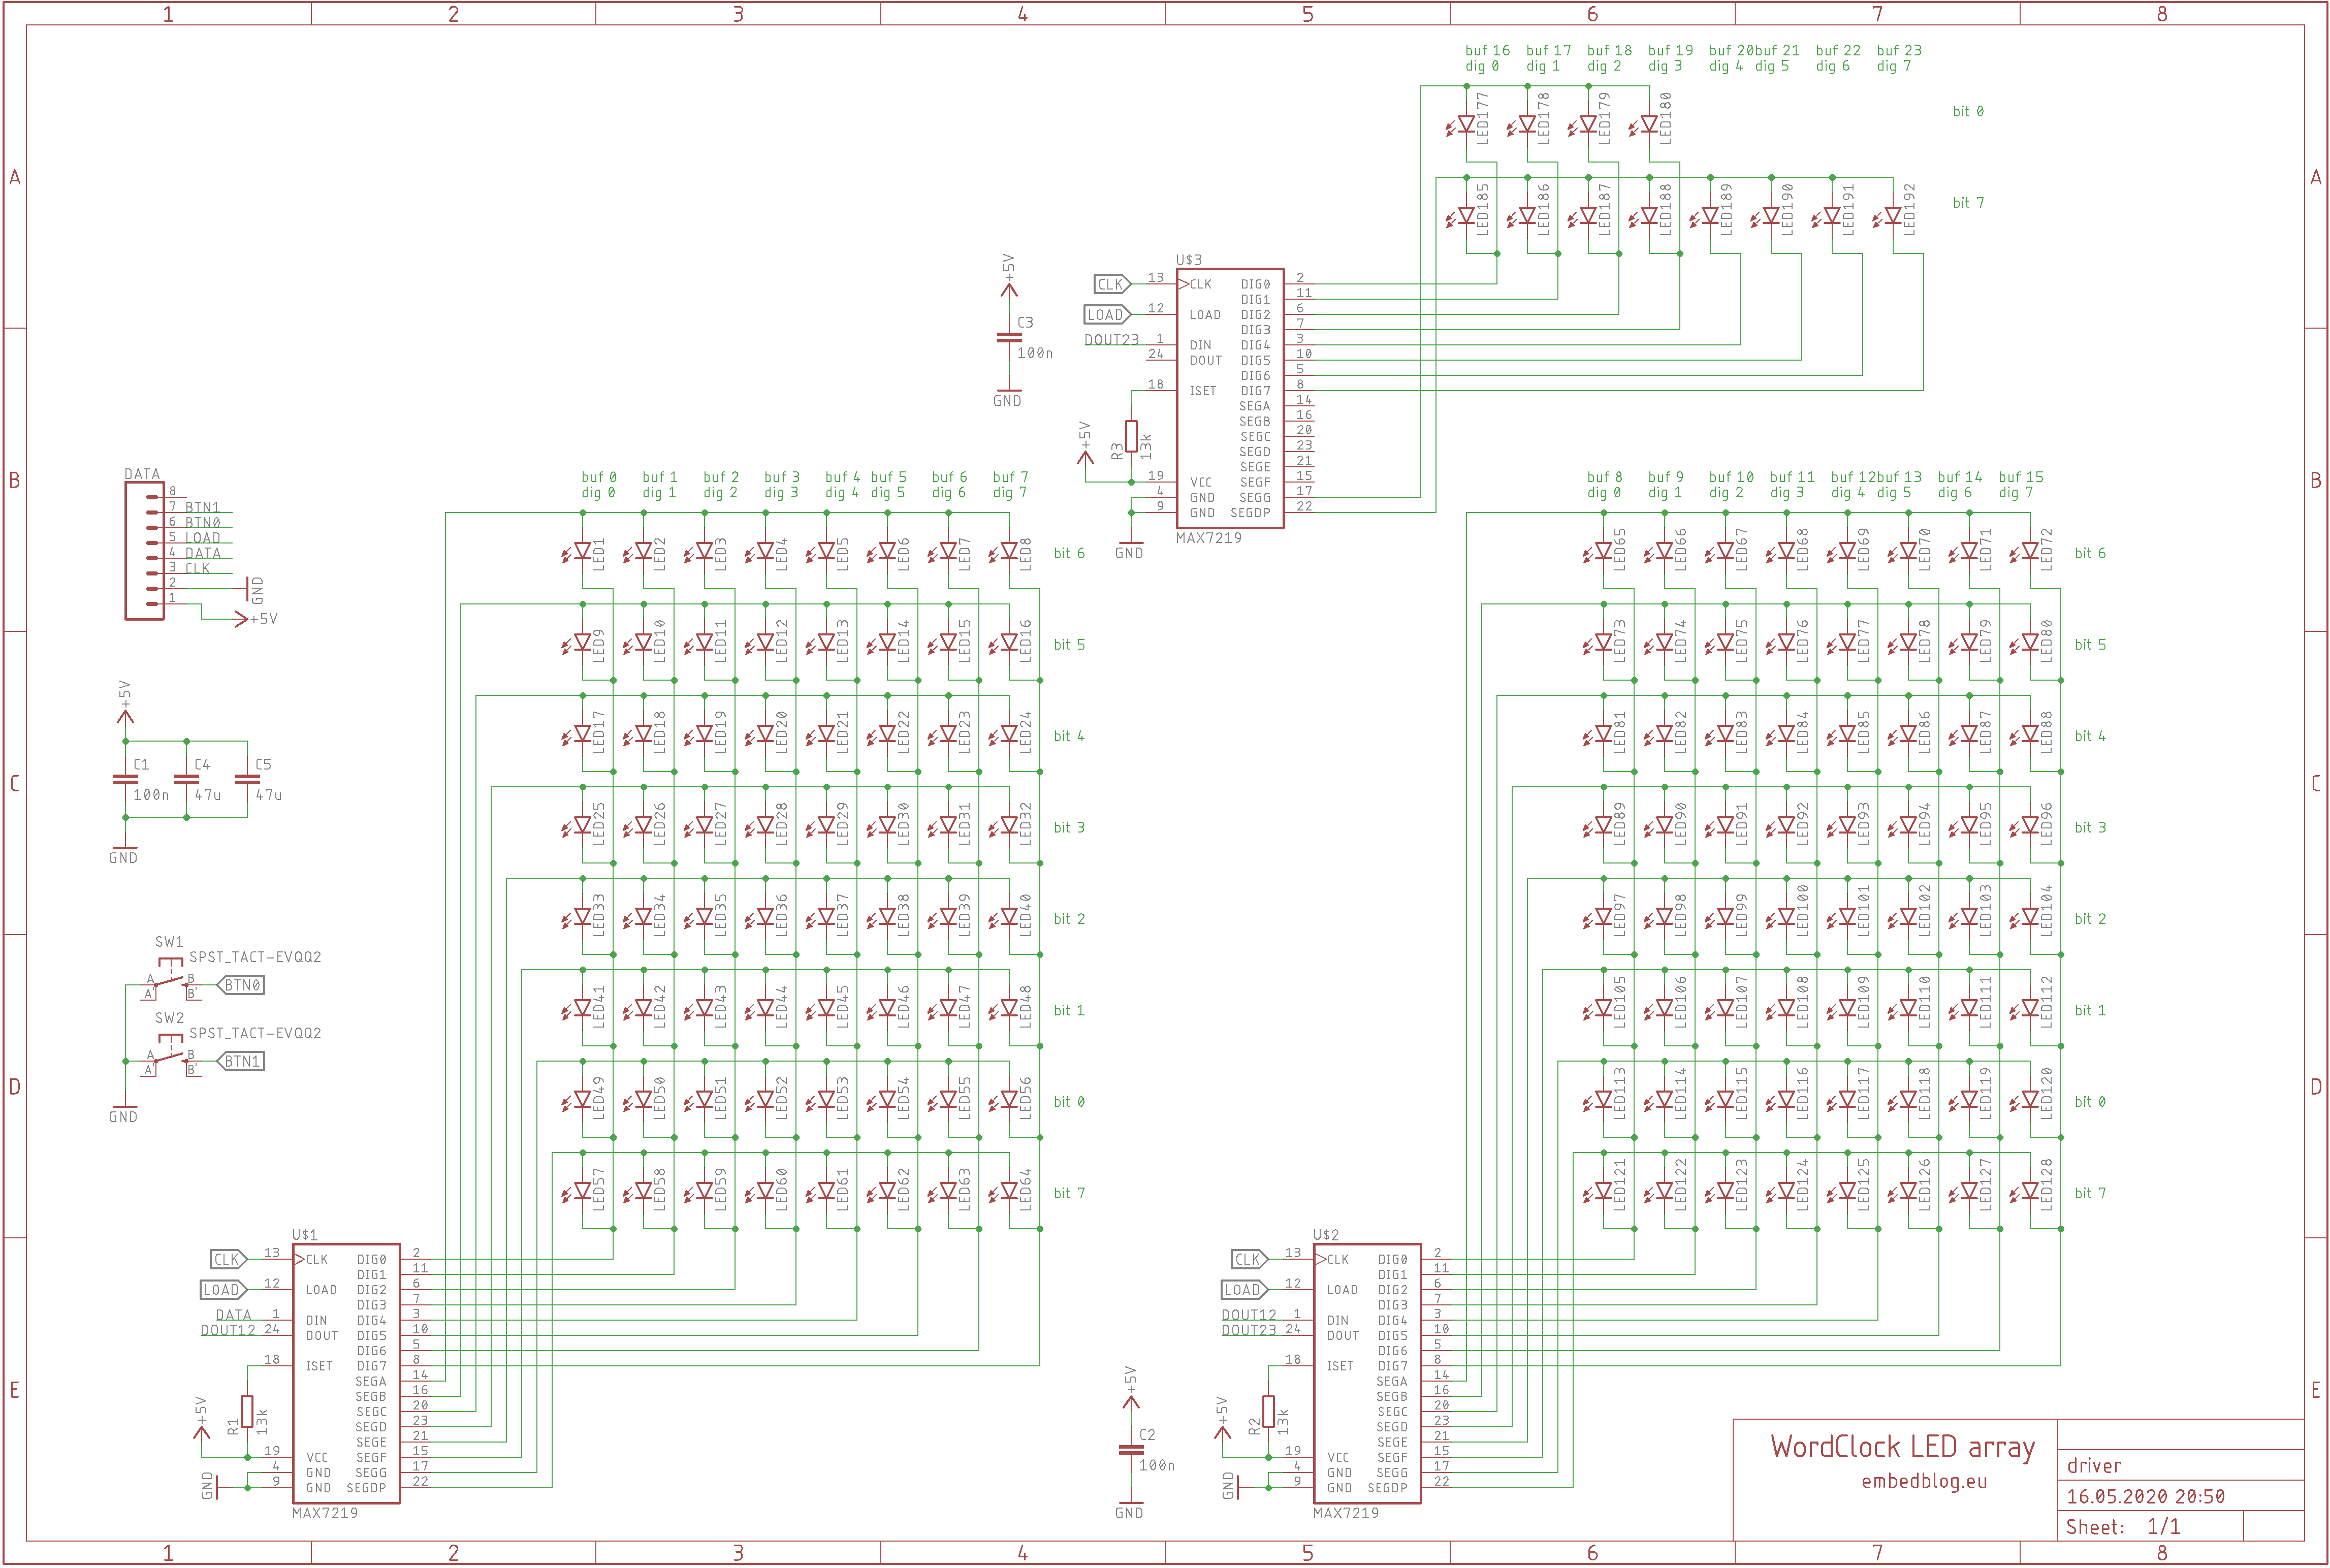 1 2 3 4 5 6 7 8
A A
B B
C C
D D
E E
1 2 3 4 5 6 7 8
buf 16 buf 17 buf 18 buf 19 buf 20 buf 21 buf 22 buf 23
dig 0 dig 1 dig 2 dig 3 dig 4 dig 5 dig 6 dig 7
LED177 LED178 LED179 LED180 bit 0
LED185 LED186 LED187 LED188 LED189 LED190 LED191 LED192 bit 7
+5V
C3
100n
GND
U$3
CLK 13 CLK DIG0 2
DIG1 11
LOAD 12 LOAD DIG2 6
DIG3 7
DOUT23 1 DIN DIG4 3
24 DOUT DIG5 10
DIG6 5
18 ISET DIG7 8
SEGA 14
SEGB 16
SEGC 20
SEGD 23
SEGE 21
19 VCC SEGF 15
4 GND SEGG 17
9 GND SEGDP 22
MAX7219
+5V
R3
13k
GND
DATA
8
7 BTN1
6 BTN0
5 LOAD
4 DATA
3 CLK
2 GND
1 +5V
+5V
C1 C4 C5
100n 47u 47u
GND
SW1
SPST_TACT-EVQQ2
A B BTN0
A' B'
SW2
SPST_TACT-EVQQ2
A B BTN1
A' B'
GND
buf 0 buf 1 buf 2 buf 3 buf 4 buf 5 buf 6 buf 7
dig 0 dig 1 dig 2 dig 3 dig 4 dig 5 dig 6 dig 7
LED1 LED2 LED3 LED4 LED5 LED6 LED7 LED8 bit 6
LED9 LED10 LED11 LED12 LED13 LED14 LED15 LED16 bit 5
LED17 LED18 LED19 LED20 LED21 LED22 LED23 LED24 bit 4
LED25 LED26 LED27 LED28 LED29 LED30 LED31 LED32 bit 3
LED33 LED34 LED35 LED36 LED37 LED38 LED39 LED40 bit 2
LED41 LED42 LED43 LED44 LED45 LED46 LED47 LED48 bit 1
LED49 LED50 LED51 LED52 LED53 LED54 LED55 LED56 bit 0
LED57 LED58 LED59 LED60 LED61 LED62 LED63 LED64 bit 7
U$1
CLK 13 CLK DIG0 2
DIG1 11
LOAD 12 LOAD DIG2 6
DIG3 7
DATA 1 DIN DIG4 3
DOUT12 24 DOUT DIG5 10
DIG6 5
18 ISET DIG7 8
SEGA 14
SEGB 16
SEGC 20
SEGD 23
SEGE 21
19 VCC SEGF 15
4 GND SEGG 17
9 GND SEGDP 22
MAX7219
+5V
R1
13k
GND
buf 8 buf 9 buf 10 buf 11 buf 12 buf 13 buf 14 buf 15
dig 0 dig 1 dig 2 dig 3 dig 4 dig 5 dig 6 dig 7
LED65 LED66 LED67 LED68 LED69 LED70 LED71 LED72 bit 6
LED73 LED74 LED75 LED76 LED77 LED78 LED79 LED80 bit 5
LED81 LED82 LED83 LED84 LED85 LED86 LED87 LED88 bit 4
LED89 LED90 LED91 LED92 LED93 LED94 LED95 LED96 bit 3
LED97 LED98 LED99 LED100 LED101 LED102 LED103 LED104 bit 2
LED105 LED106 LED107 LED108 LED109 LED110 LED111 LED112 bit 1
LED113 LED114 LED115 LED116 LED117 LED118 LED119 LED120 bit 0
LED121 LED122 LED123 LED124 LED125 LED126 LED127 LED128 bit 7
+5V
C2
100n
GND
U$2
CLK 13 CLK DIG0 2
DIG1 11
LOAD 12 LOAD DIG2 6
DIG3 7
DOUT12 1 DIN DIG4 3
DOUT23 24 DOUT DIG5 10
DIG6 5
18 ISET DIG7 8
SEGA 14
SEGB 16
SEGC 20
SEGD 23
SEGE 21
19 VCC SEGF 15
4 GND SEGG 17
9 GND SEGDP 22
MAX7219
+5V
R2
13k
GND
WordClock LED array
embedblog.eu
driver
16.05.2020 20:50
Sheet: 1/1